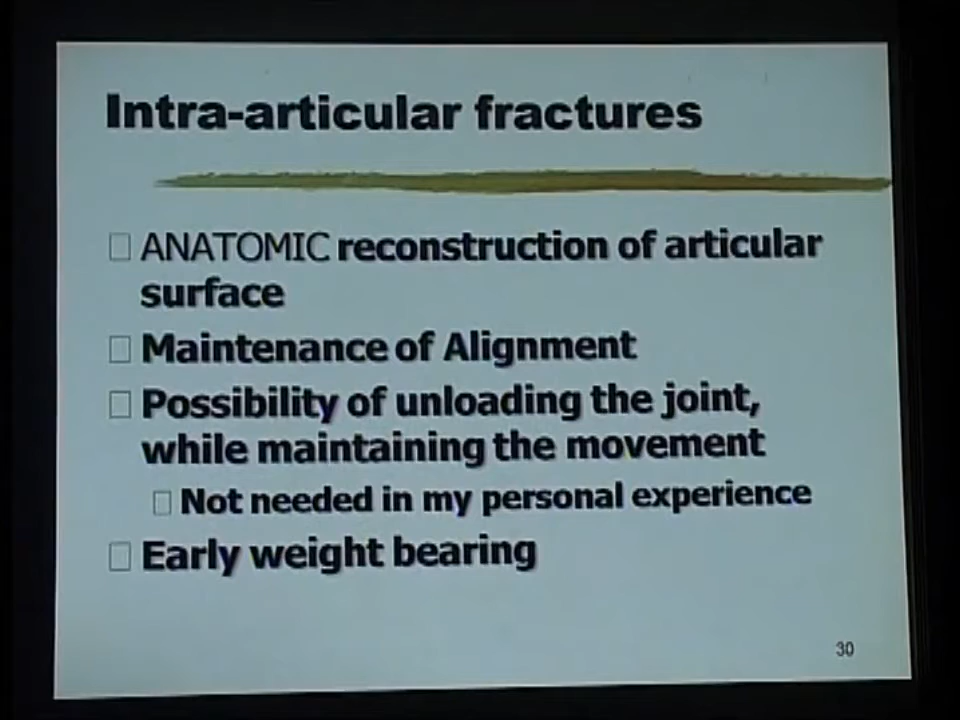 Intra-articular fractures
ANATOMIC reconstruction of articular
surface
Maintenance of Alignment
Possibility of unloading the joint,
while maintaining the movement
Not needed in my personal experience
Early weight bearing
30